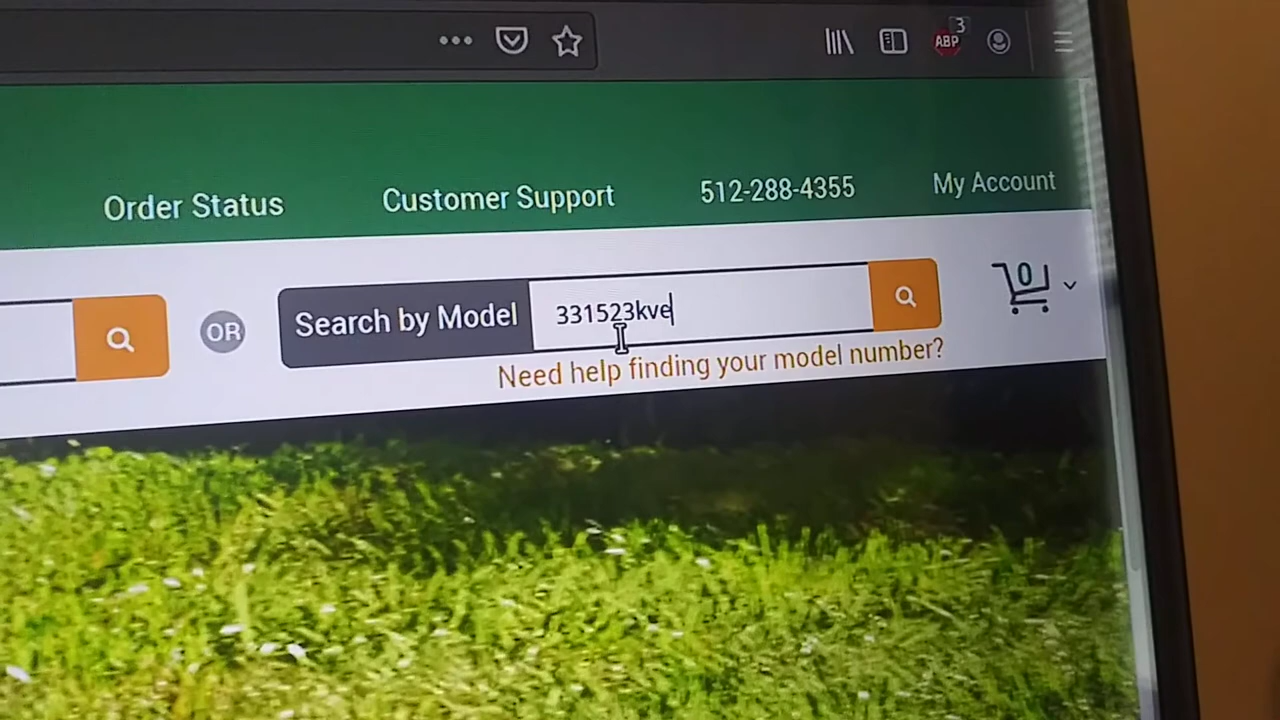 ABP 3
Order Status Customer Support 512-288-4355 My Account
OR Search by Model 331523kve 0
Need help finding your model number?